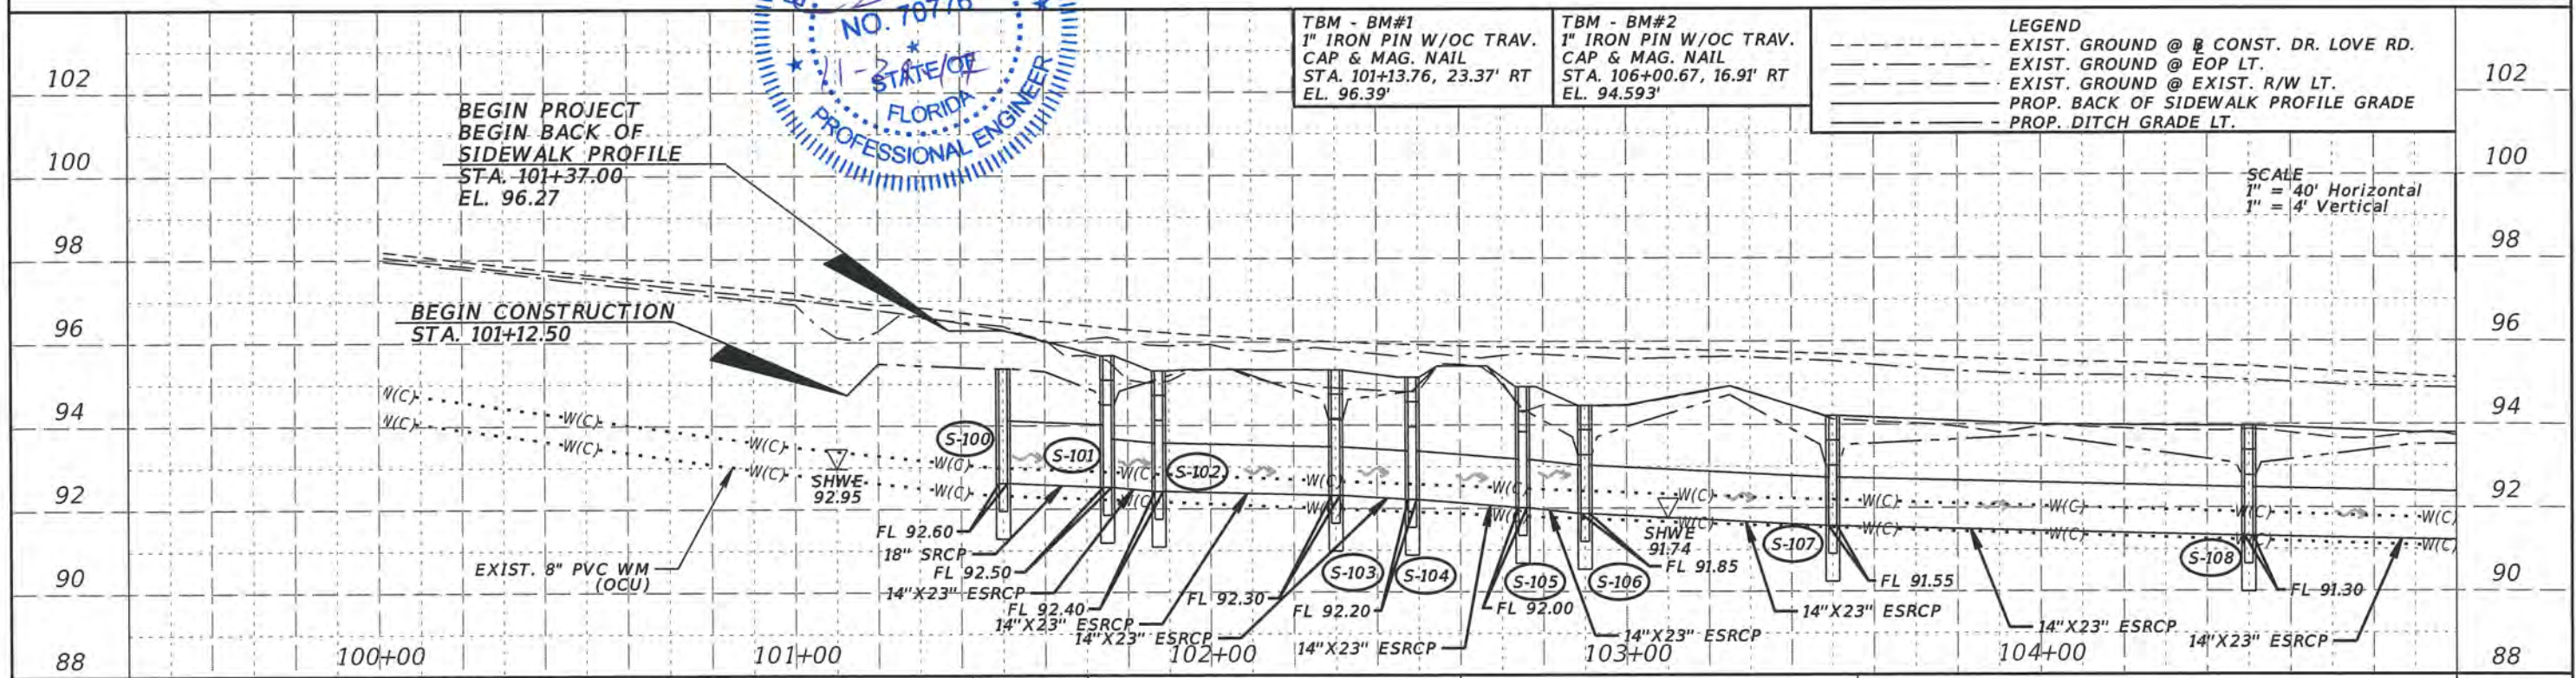 NO. 70776
STATE OF
FLORIDA
PROFESSIONAL ENGINEER
TBM - BM#1
1" IRON PIN W/OC TRAV.
CAP & MAG. NAIL
STA. 101+13.76, 23.37' RT
EL. 96.39'
TBM - BM#2
1" IRON PIN W/OC TRAV.
CAP & MAG. NAIL
STA. 106+00.67, 16.91' RT
EL. 94.593'
LEGEND
EXIST. GROUND @ CONST. DR. LOVE RD.
EXIST. GROUND @ EOP LT.
EXIST. GROUND @ EXIST. R/W LT.
PROP. BACK OF SIDEWALK PROFILE GRADE
PROP. DITCH GRADE LT.
SCALE
1" = 40' Horizontal
1" = 4' Vertical
102
102
100
100
98
98
96
96
94
94
92
92
90
90
88
88
BEGIN PROJECT
BEGIN BACK OF
SIDEWALK PROFILE
STA. 101+37.00
EL. 96.27
BEGIN CONSTRUCTION
STA. 101+12.50
W(C) W(C) W(C) W(C) W(C) W(C) W(C) W(C) W(C) W(C) W(C) W(C)
W(C) W(C) W(C) W(C) W(C) W(C) W(C) W(C) W(C) W(C) W(C) W(C)
SHWE
92.95
SHWE
91.74
EXIST. 8" PVC WM
(OCU)
S-100
S-101
S-102
S-103
S-104
S-105
S-106
S-107
S-108
FL 92.60
18" SRCP
FL 92.50
14"X23" ESRCP
FL 92.40
14"X23" ESRCP
14"X23" ESRCP
FL 92.30
FL 92.20
14"X23" ESRCP
FL 92.00
14"X23" ESRCP
FL 91.85
14"X23" ESRCP
FL 91.55
14"X23" ESRCP
14"X23" ESRCP
FL 91.30
100+00
101+00
102+00
103+00
104+00